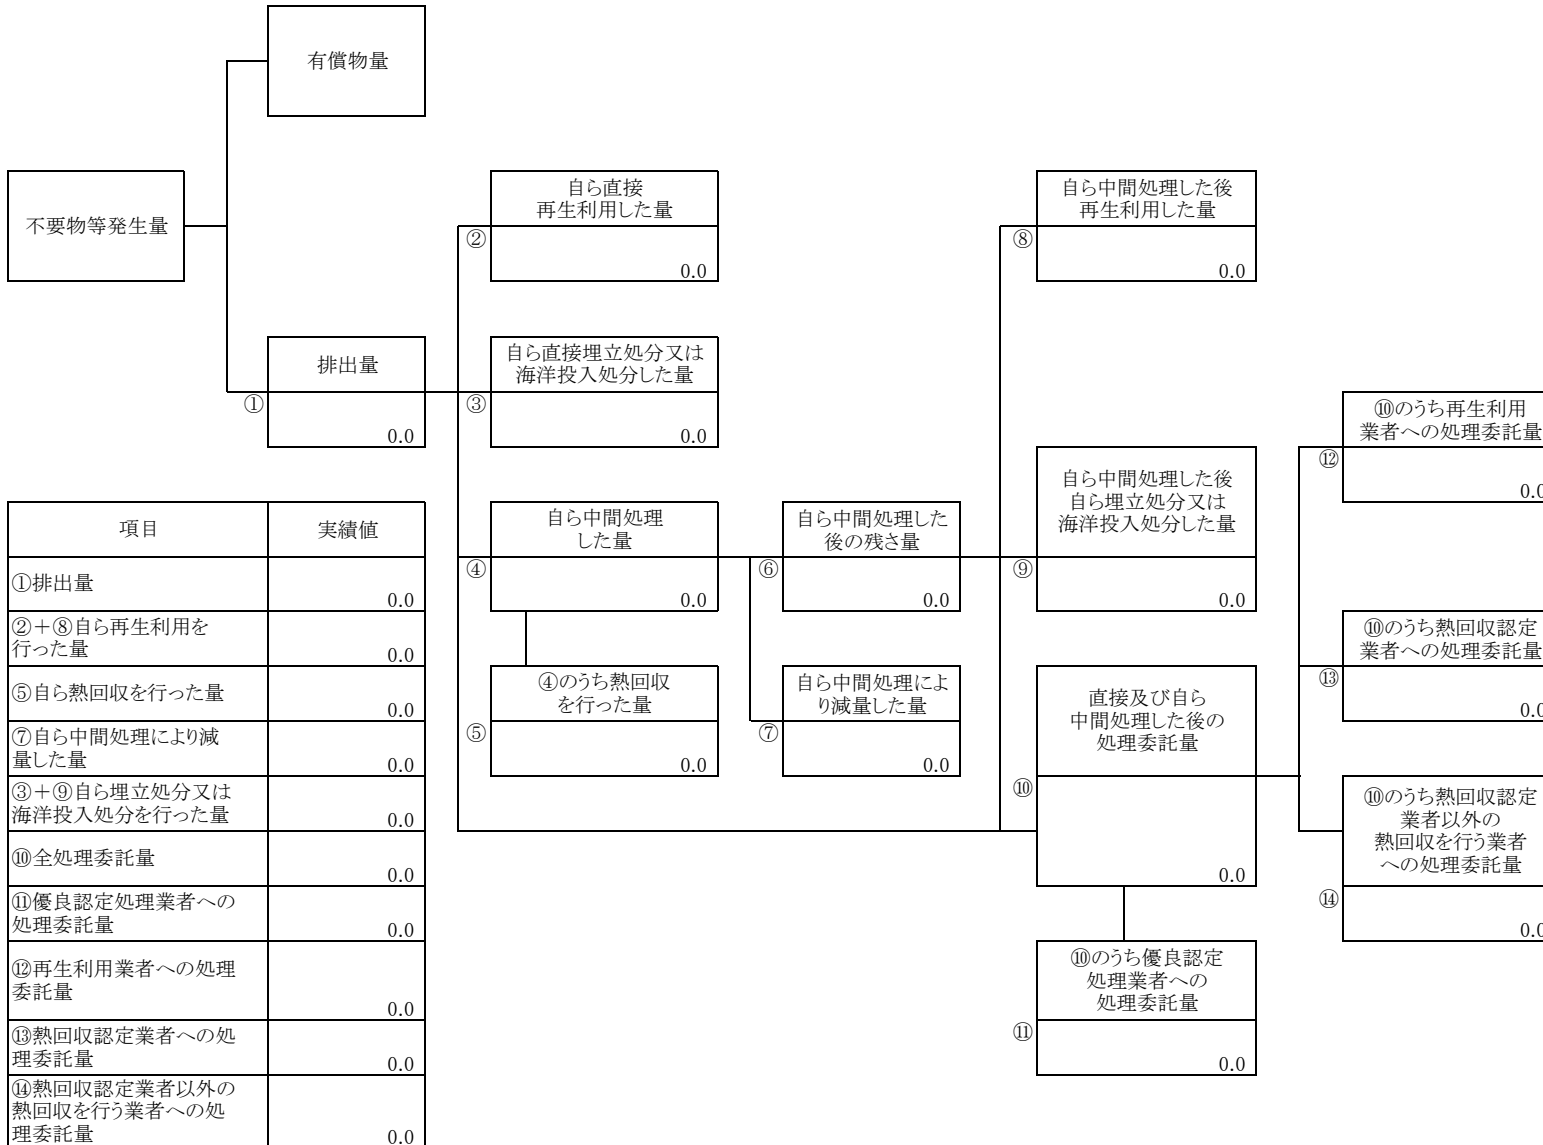 有償物量
不要物等発生量
自ら直接
再生利用した量
②
0.0
自ら中間処理した後
再生利用した量
⑧
0.0
排出量
①
0.0
自ら直接埋立処分又は
海洋投入処分した量
③
0.0
⑩のうち再生利用
業者への処理委託量
⑫
0.0
自ら中間処理
した量
④
0.0
自ら中間処理した
後の残さ量
⑥
0.0
自ら中間処理した後
自ら埋立処分又は
海洋投入処分した量
⑨
0.0
⑩のうち熱回収認定
業者への処理委託量
⑬
0.0
④のうち熱回収
を行った量
⑤
0.0
自ら中間処理によ
り減量した量
⑦
0.0
直接及び自ら
中間処理した後の
処理委託量
⑩
0.0
⑩のうち熱回収認定
業者以外の
熱回収を行う業者
への処理委託量
⑭
0.0
⑩のうち優良認定
処理業者への
処理委託量
⑪
0.0
項目 実績値
①排出量
0.0
②+⑧自ら再生利用を
行った量
0.0
⑤自ら熱回収を行った量
0.0
⑦自ら中間処理により減
量した量
0.0
③+⑨自ら埋立処分又は
海洋投入処分を行った量
0.0
⑩全処理委託量
0.0
⑪優良認定処理業者への
処理委託量
0.0
⑫再生利用業者への処理
委託量
0.0
⑬熱回収認定業者への処
理委託量
0.0
⑭熱回収認定業者以外の
熱回収を行う業者への処
理委託量
0.0